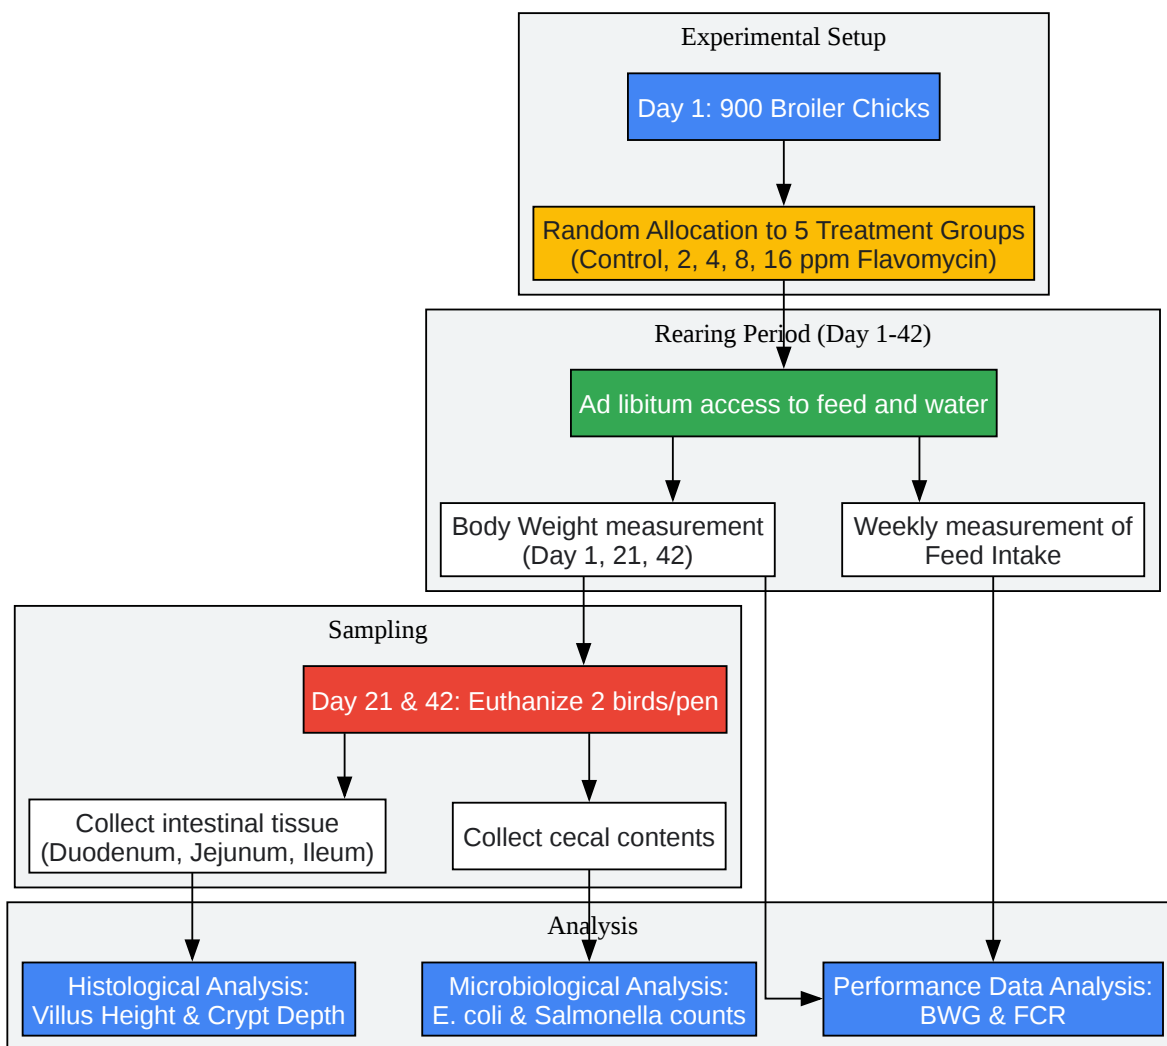 Experimental Setup
Day 1: 900 Broiler Chicks
Random Allocation to 5 Treatment Groups
(Control, 2, 4, 8, 16 ppm Flavomycin)
Rearing Period (Day 1-42)
Ad libitum access to feed and water
Body Weight measurement
(Day 1, 21, 42)
Weekly measurement of
Feed Intake
Sampling
Day 21 & 42: Euthanize 2 birds/pen
Collect intestinal tissue
(Duodenum, Jejunum, Ileum)
Collect cecal contents
Analysis
Histological Analysis:
Villus Height & Crypt Depth
Microbiological Analysis:
E. coli & Salmonella counts
Performance Data Analysis:
BWG & FCR